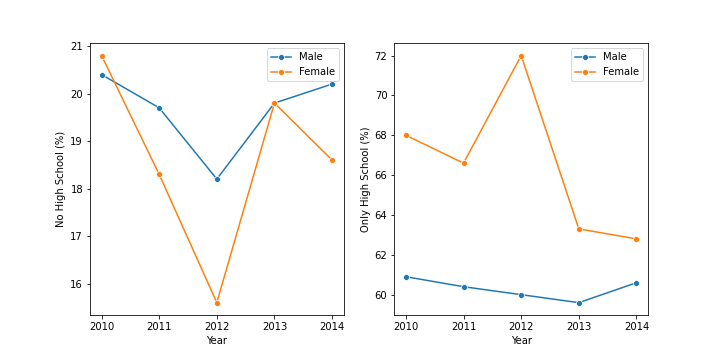 No High School (%)
21
20
19
18
17
16
2010 2011 2012 2013 2014
Year
Male
Female
Only High School (%)
72
70
68
66
64
62
60
2010 2011 2012 2013 2014
Year
Male
Female